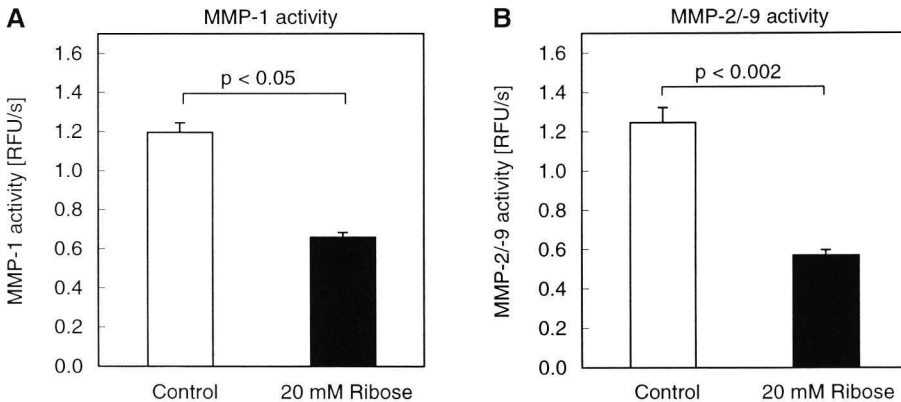 A
MMP-1 activity
MMP-1 activity [RFU/s]
1.6
1.4
1.2
1.0
0.8
0.6
0.4
0.2
0.0
p < 0.05
Control
20 mM Ribose
B
MMP-2/-9 activity
MMP-2/-9 activity [RFU/s]
1.6
1.4
1.2
1.0
0.8
0.6
0.4
0.2
0.0
p < 0.002
Control
20 mM Ribose